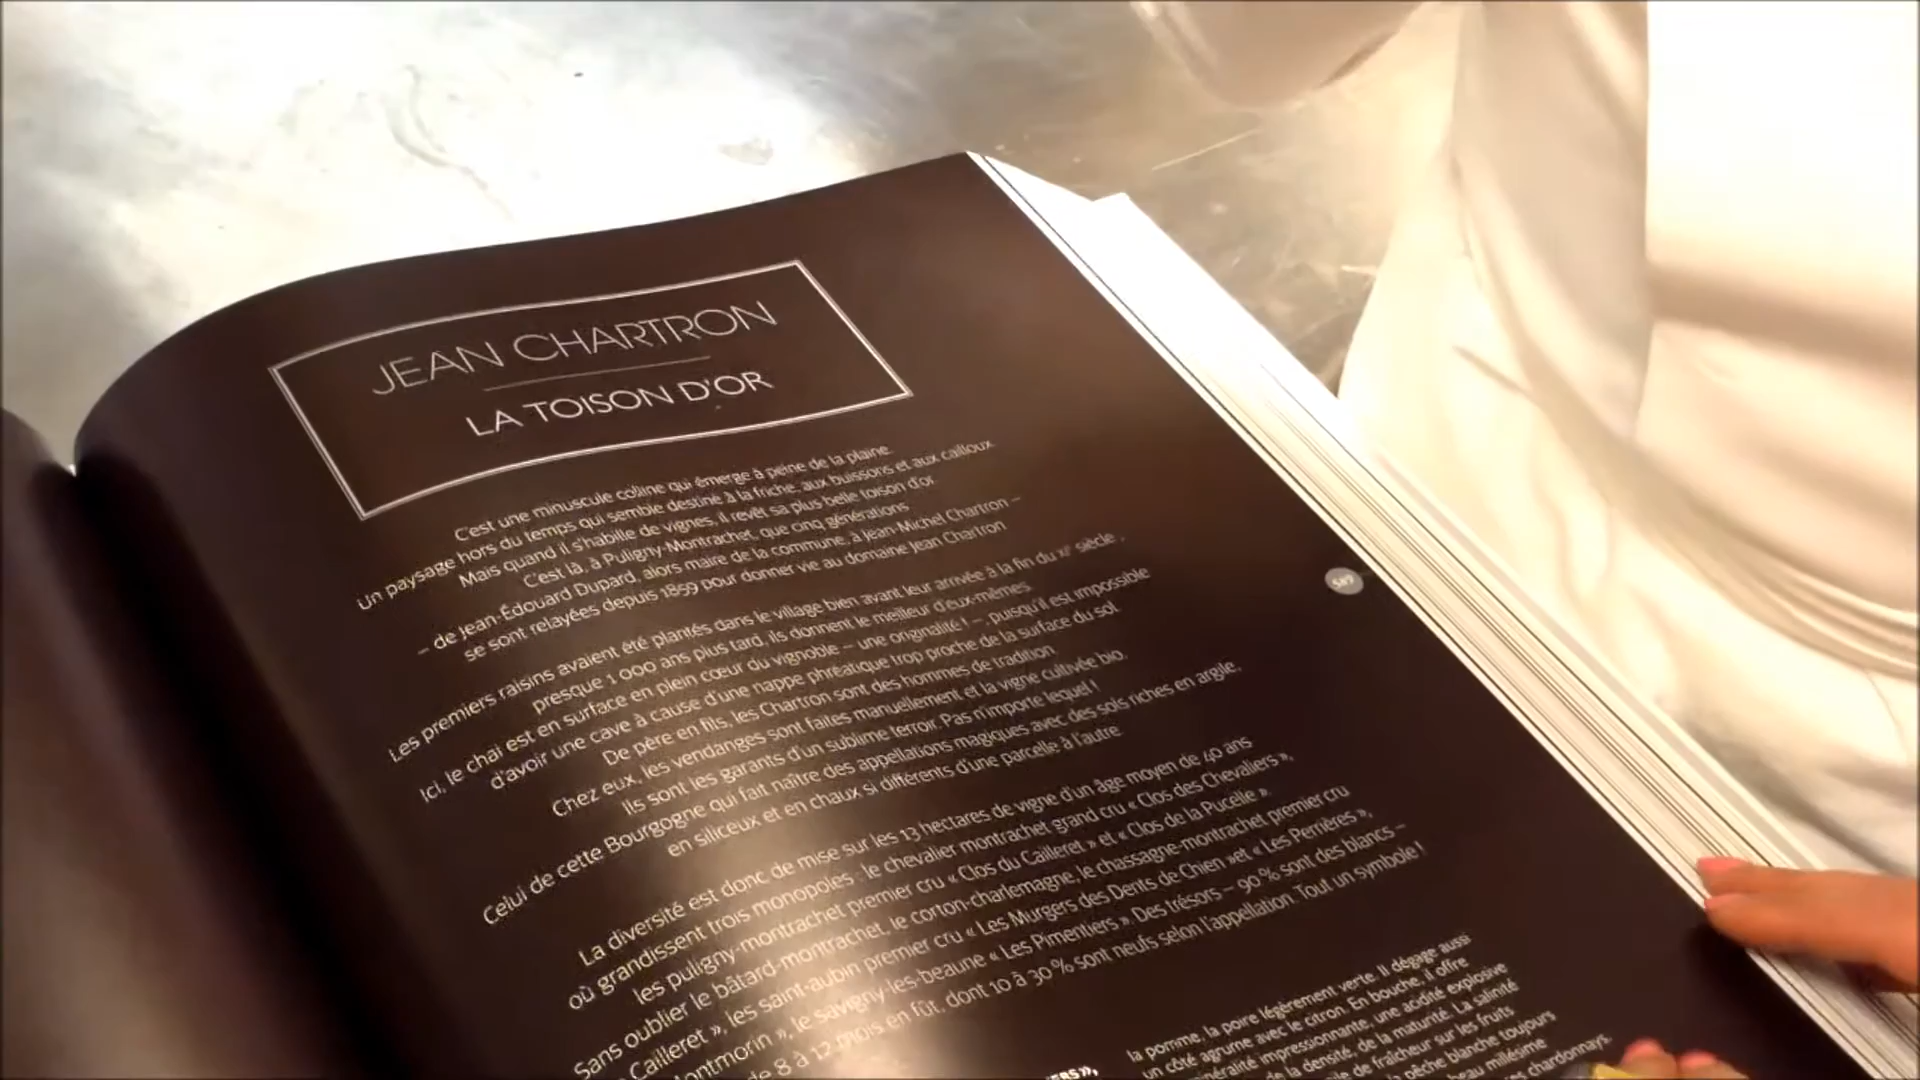 JEAN CHARTRON
LA TOISON D'OR
C'est une minuscule colline qui émerge à peine de la plaine.
Un paysage hors du temps qui semble destiné à la friche, aux buissons et aux cailloux
Mais quand il s'habille de vignes, il revêt sa plus belle toison d'or.
C'est là, à Puligny-Montrachet, que cinq générations
– de Jean-Édouard Dupard, alors maire de la commune, à Jean-Michel Chartron –
se sont relayées depuis 1859 pour donner vie au domaine Jean Chartron
Les premiers raisins avaient été plantés dans le village bien avant leur arrivée à la fin du XIe siècle,
presque 1 000 ans plus tard, ils donnent le meilleur d'eux-mêmes.
Ici, le chai est en surface en plein cœur du vignoble – une originalité ! –, puisqu'il est impossible
d'avoir une cave à cause d'une nappe phréatique trop proche de la surface du sol.
De père en fils, les Chartron sont des hommes de tradition.
Chez eux, les vendanges sont faites manuellement et la vigne cultivée bio.
Ils sont les garants d'un sublime terroir. Pas n'importe lequel !
Celui de cette Bourgogne qui fait naître des appellations magiques avec des sols riches en argile,
en siliceux et en chaux si différents d'une parcelle à l'autre.
La diversité est donc de mise sur les 13 hectares de vigne d'un âge moyen de 40 ans
où grandissent trois monopoles : le chevalier montrachet grand cru « Clos des Chevaliers »,
les puligny-montrachet premier cru « Clos du Cailleret » et « Clos de la Pucelle ».
Sans oublier le bâtard-montrachet, le corton-charlemagne, le chassagne-montrachet premier cru
Cailleret », les saint-aubin premier cru « Les Murgers des Dents de Chien » et « Les Perrières »,
ontmorin », le savigny-les-beaune « Les Pimentiers ». Des trésors – 90 % sont des blancs –
de 8 à 12 mois en fût, dont 10 à 30 % sont neufs selon l'appellation. Tout un symbole !
la pomme, la poire légèrement verte. Il dégage aussi
un côté agrume avec le citron. En bouche, il offre
minéralité impressionnante, une acidité explosive
de la densité, de la maturité. La salinité
de fraîcheur sur les fruits
la pêche blanche toujours
beau millésime
chardonnays.